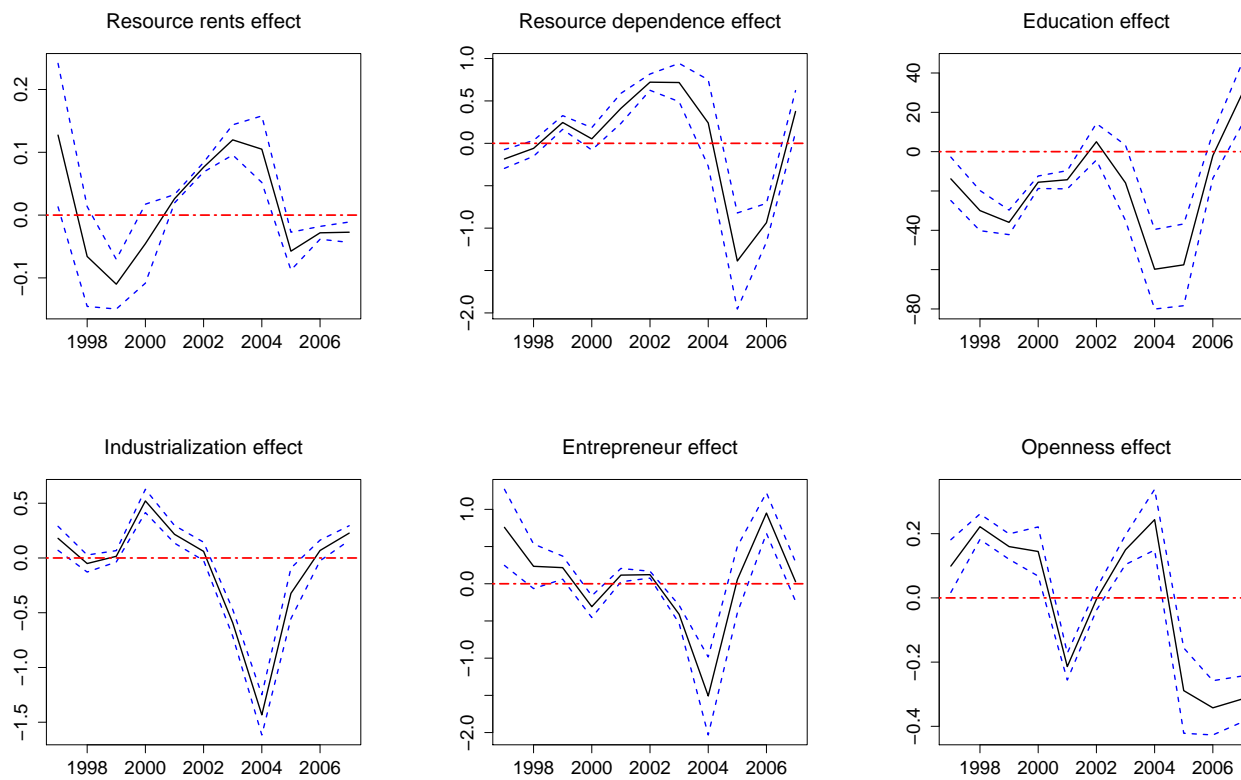 Resource rents effect
0.2
0.1
0.0
−0.1
1998 2000 2002 2004 2006
Resource dependence effect
1.0
0.5
0.0
−1.0
−2.0
1998 2000 2002 2004 2006
Education effect
40
20
0
−40
−80
1998 2000 2002 2004 2006
Industrialization effect
0.5
0.0
−0.5
−1.0
−1.5
1998 2000 2002 2004 2006
Entrepreneur effect
1.0
0.0
−1.0
−2.0
1998 2000 2002 2004 2006
Openness effect
0.2
0.0
−0.2
−0.4
1998 2000 2002 2004 2006